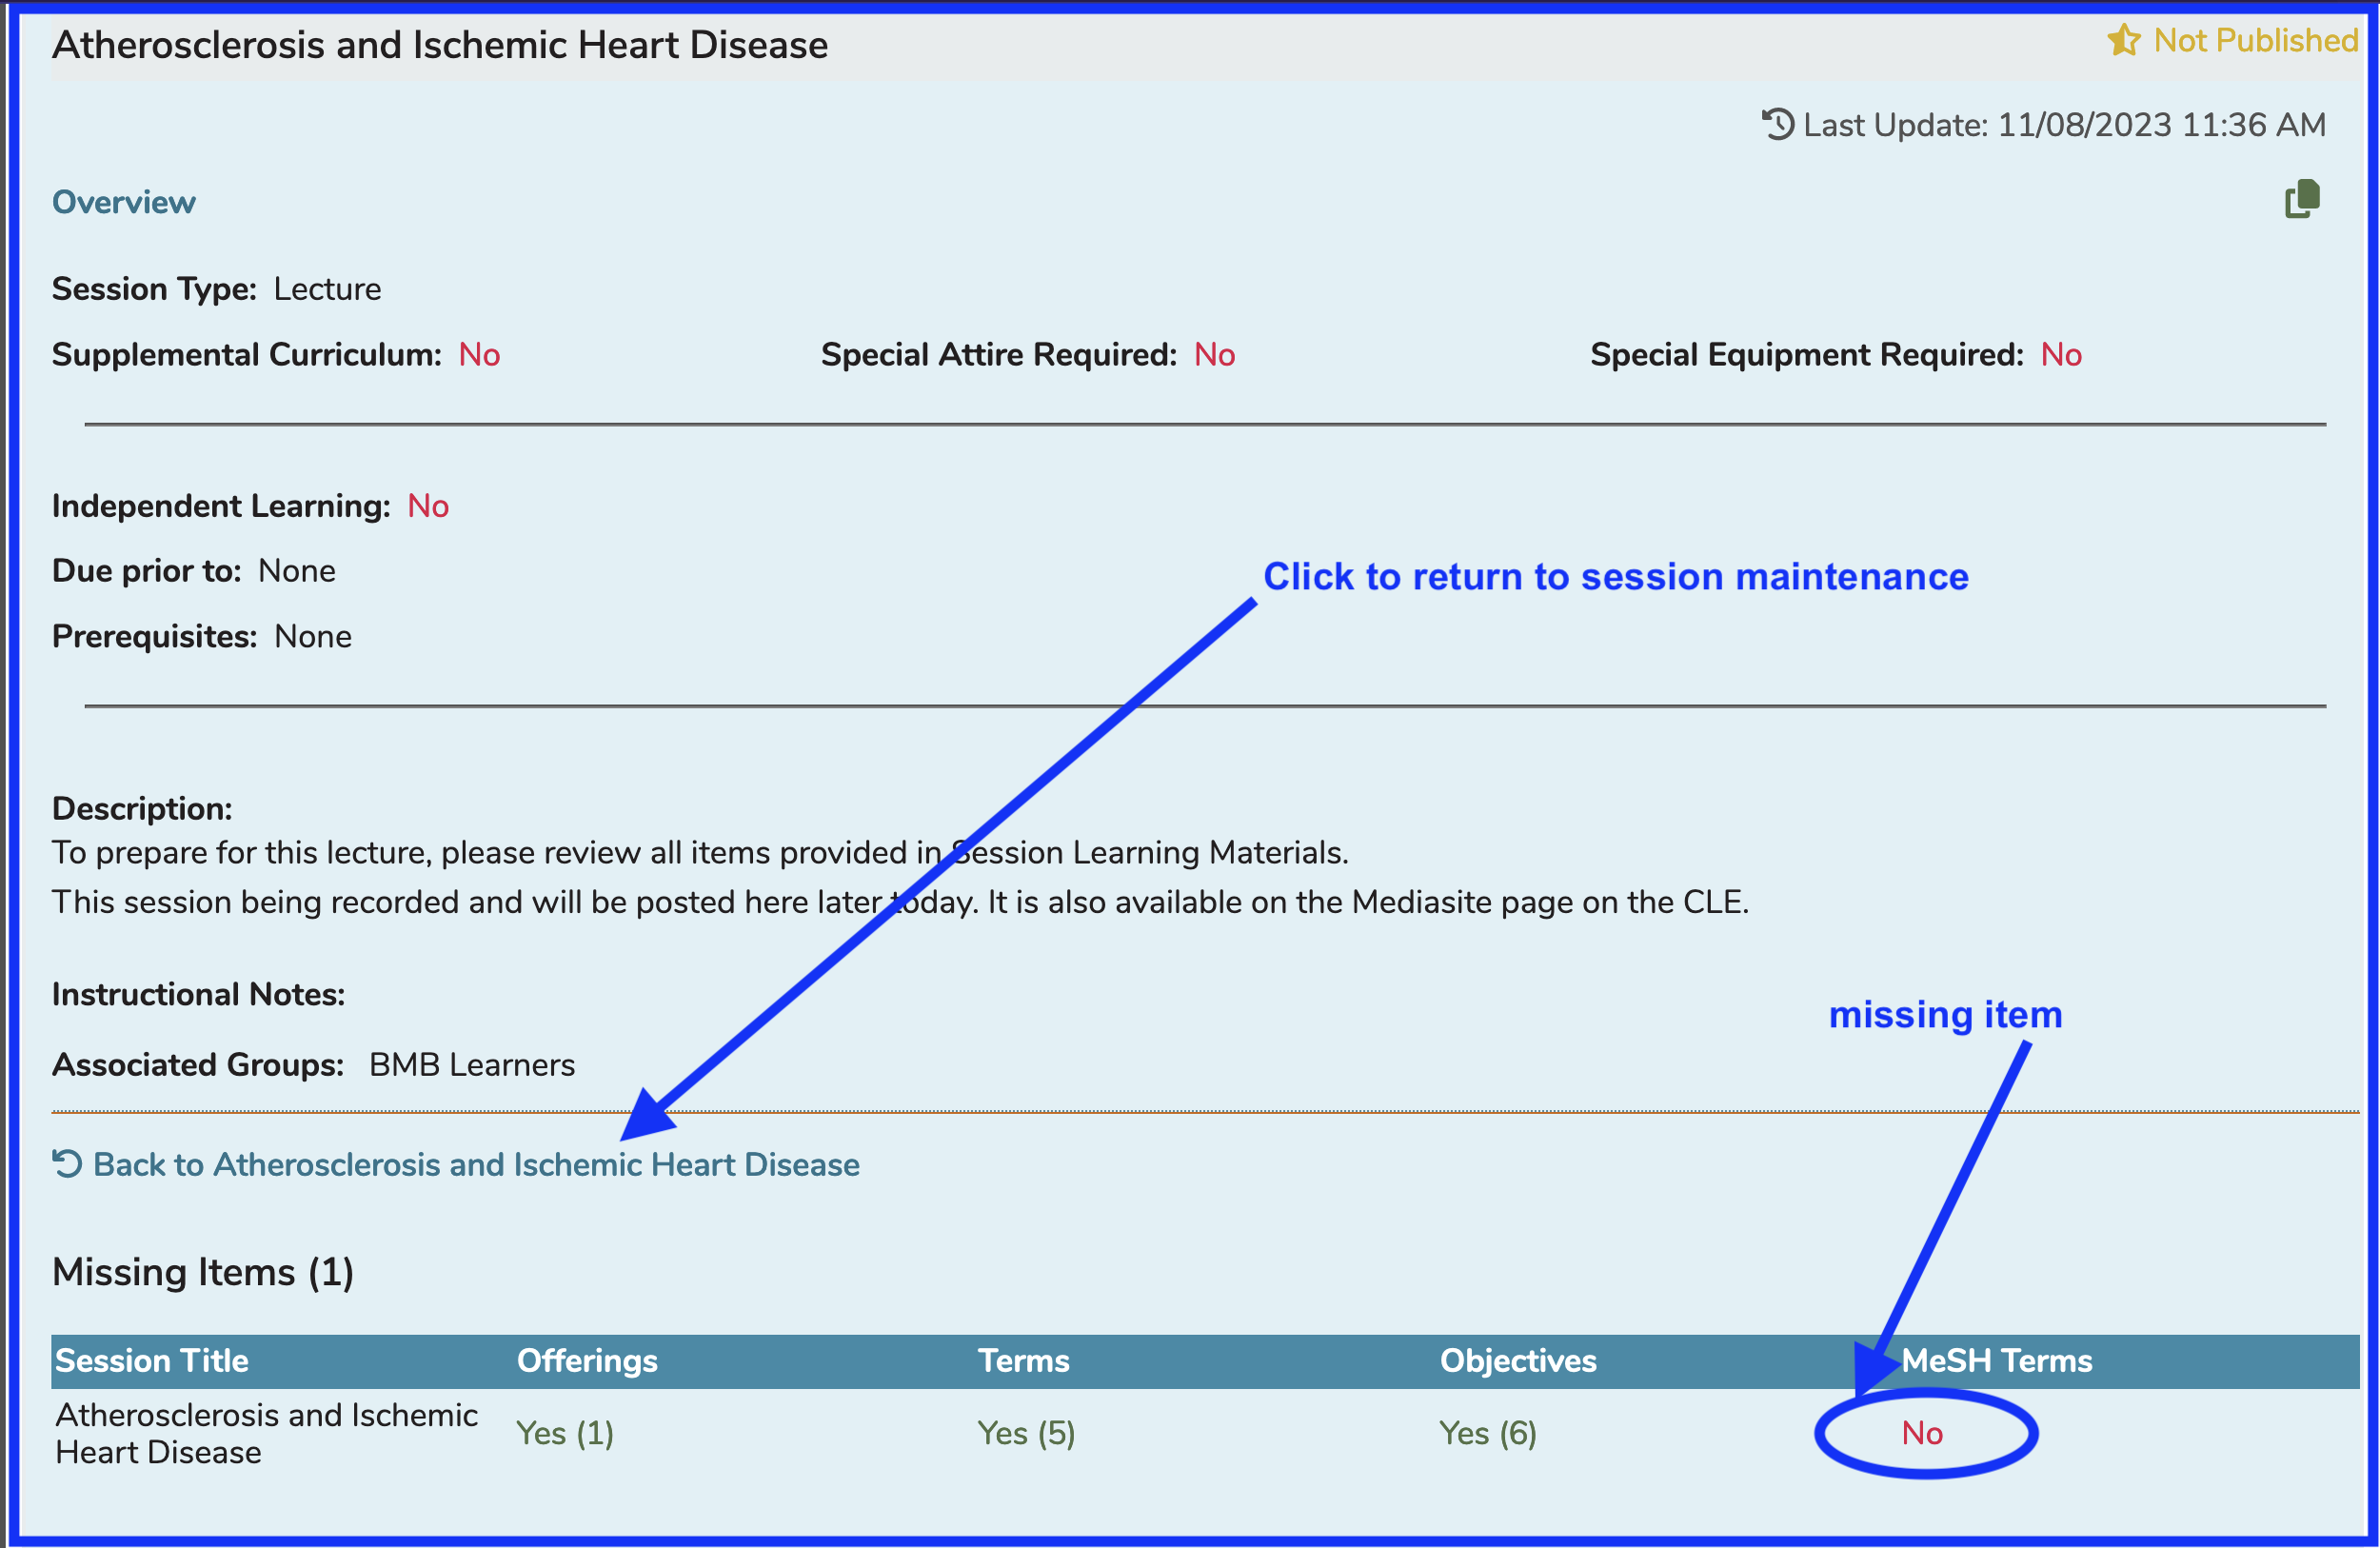 Atherosclerosis and Ischemic Heart Disease
Not Published
Last Update: 11/08/2023 11:36 AM
Overview
Session Type: Lecture
Supplemental Curriculum: No
Special Attire Required: No
Special Equipment Required: No
Independent Learning: No
Due prior to: None
Click to return to session maintenance
Prerequisites: None
Description:
To prepare for this lecture, please review all items provided in Session Learning Materials.
This session being recorded and will be posted here later today. It is also available on the Mediasite page on the CLE.
Instructional Notes:
missing item
Associated Groups: BMB Learners
Back to Atherosclerosis and Ischemic Heart Disease
Missing Items (1)
Session Title Offerings Terms Objectives MeSH Terms
Atherosclerosis and Ischemic
Heart Disease
Yes (1) Yes (5) Yes (6) No